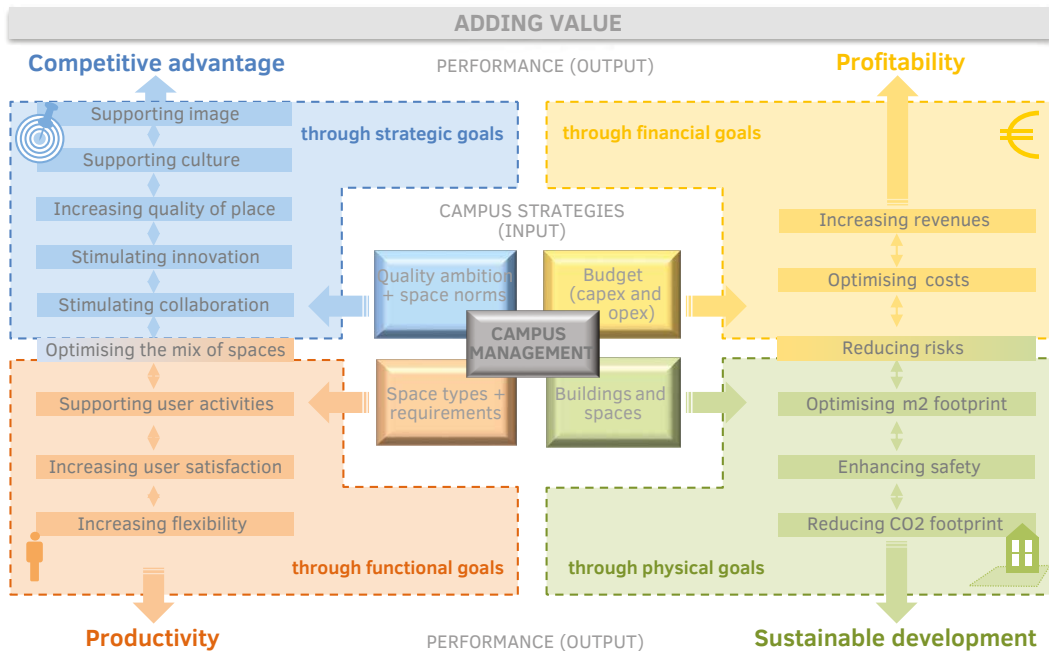 ADDING VALUE
Competitive advantage
PERFORMANCE (OUTPUT)
Profitability
Supporting image
through strategic goals
through financial goals
Supporting culture
Increasing quality of place
Stimulating innovation
Stimulating collaboration
CAMPUS STRATEGIES
(INPUT)
Increasing revenues
Optimising costs
Quality ambition
+ space norms
Budget
(capex and
opex)
CAMPUS
MANAGEMENT
Optimising the mix of spaces
Reducing risks
Space types +
requirements
Buildings and
spaces
Supporting user activities
Increasing user satisfaction
Increasing flexibility
Optimising m2 footprint
Enhancing safety
Reducing CO2 footprint
through functional goals
through physical goals
Productivity
PERFORMANCE (OUTPUT)
Sustainable development